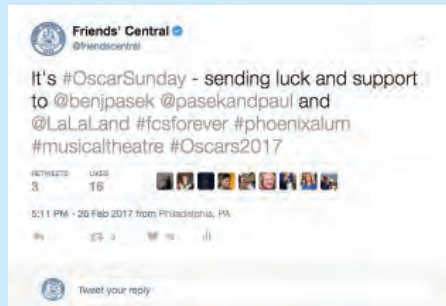 Friends' Central
@friendscentral
It's #OscarSunday - sending luck and support
to @benjpasek @pasekandpaul and
@LaLaLand #fcsforever #phoenixalum
#musicaltheatre #Oscars2017
RETWEETS LIKES
3 16
5:11 PM - 26 Feb 2017 from Philadelphia, PA
3 16
Tweet your reply